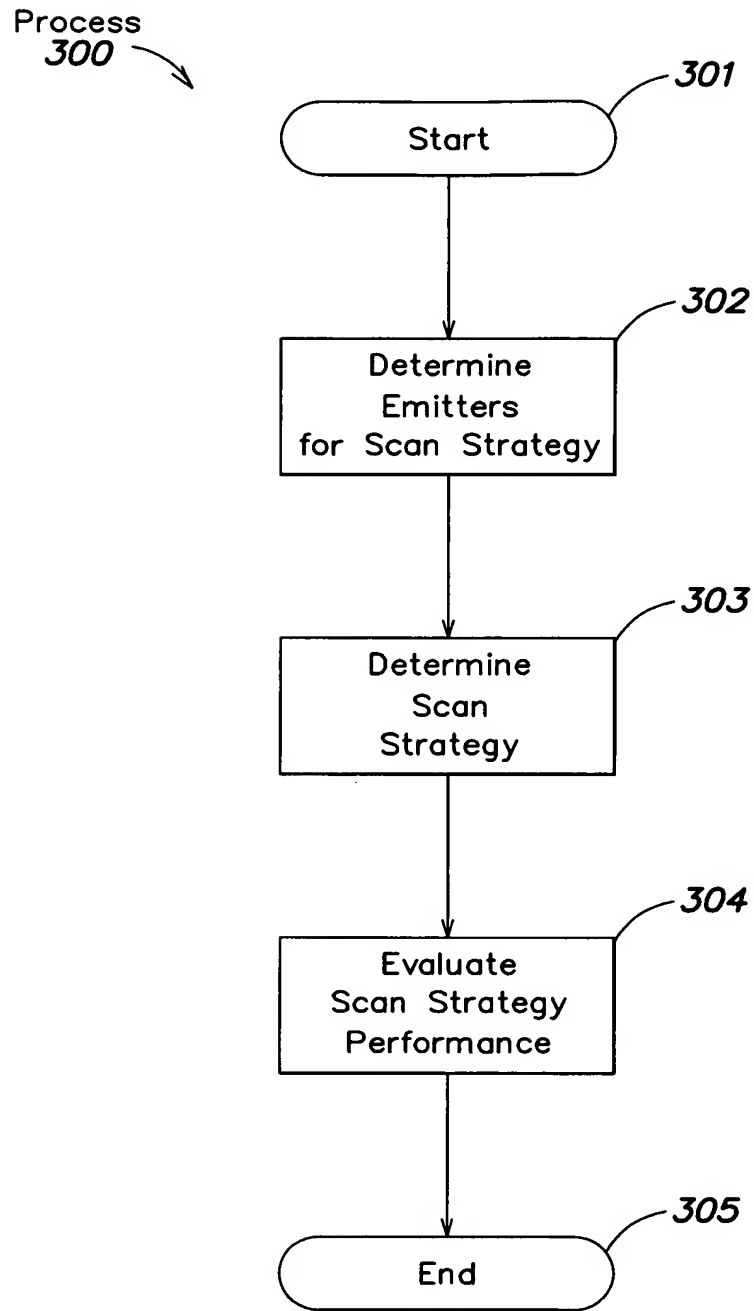 Process
300
301
Start
302
Determine
Emitters
for Scan Strategy
303
Determine
Scan
Strategy
304
Evaluate
Scan Strategy
Performance
305
End